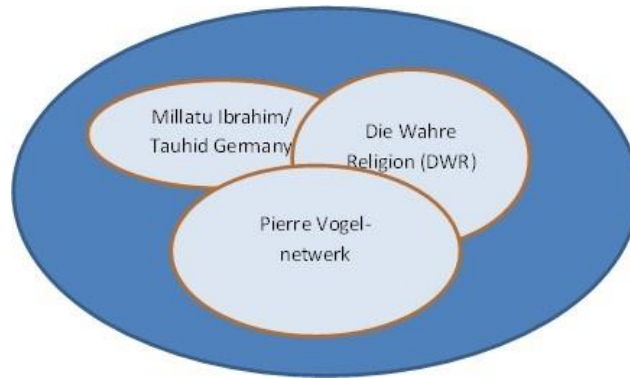 Millatu Ibrahim/
Tauhid Germany
Die Wahre
Religion (DWR)
Pierre Vogel-
netwerk